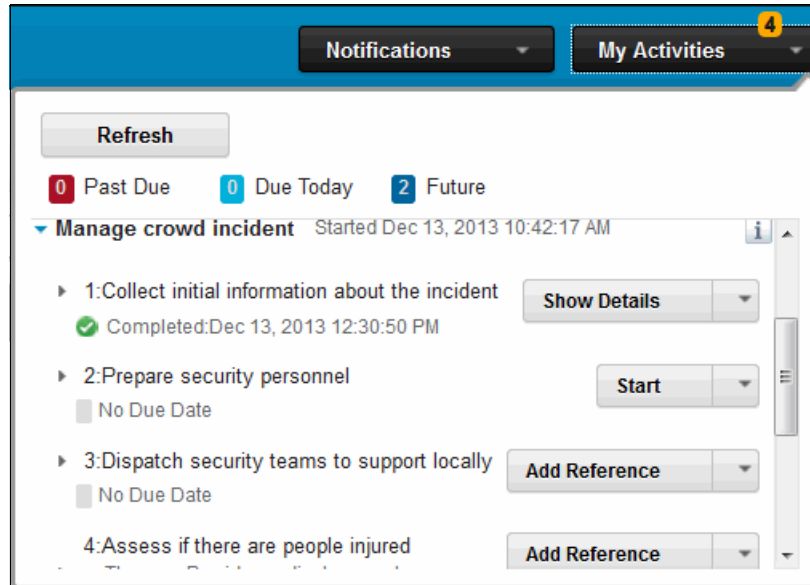 Notifications
My Activities
4
Refresh
0 Past Due 0 Due Today 2 Future
Manage crowd incident Started Dec 13, 2013 10:42:17 AM i
1:Collect initial information about the incident Show Details
Completed:Dec 13, 2013 12:30:50 PM
2:Prepare security personnel Start
No Due Date
3:Dispatch security teams to support locally Add Reference
No Due Date
4:Assess if there are people injured Add Reference